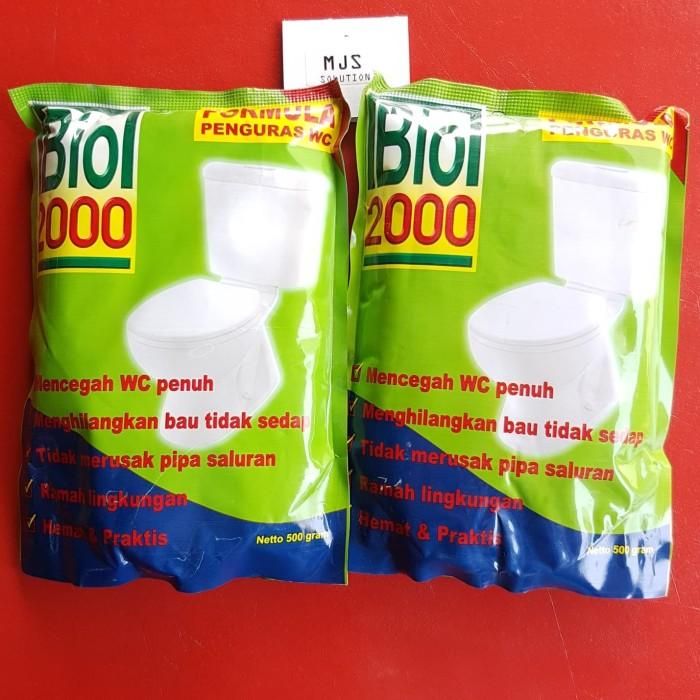 MJS
SOLUTION
Biol
2000
FORMULA
PENGURAS WC
Mencegah WC penuh
Menghilangkan bau tidak sedap
Tidak merusak pipa saluran
Ramah lingkungan
Hemat & Praktis
Netto 500 gram
Biol
2000
FORMULA
PENGURAS WC
Mencegah WC penuh
Menghilangkan bau tidak sedap
Tidak merusak pipa saluran
Ramah lingkungan
Hemat & Praktis
Netto 500 gram